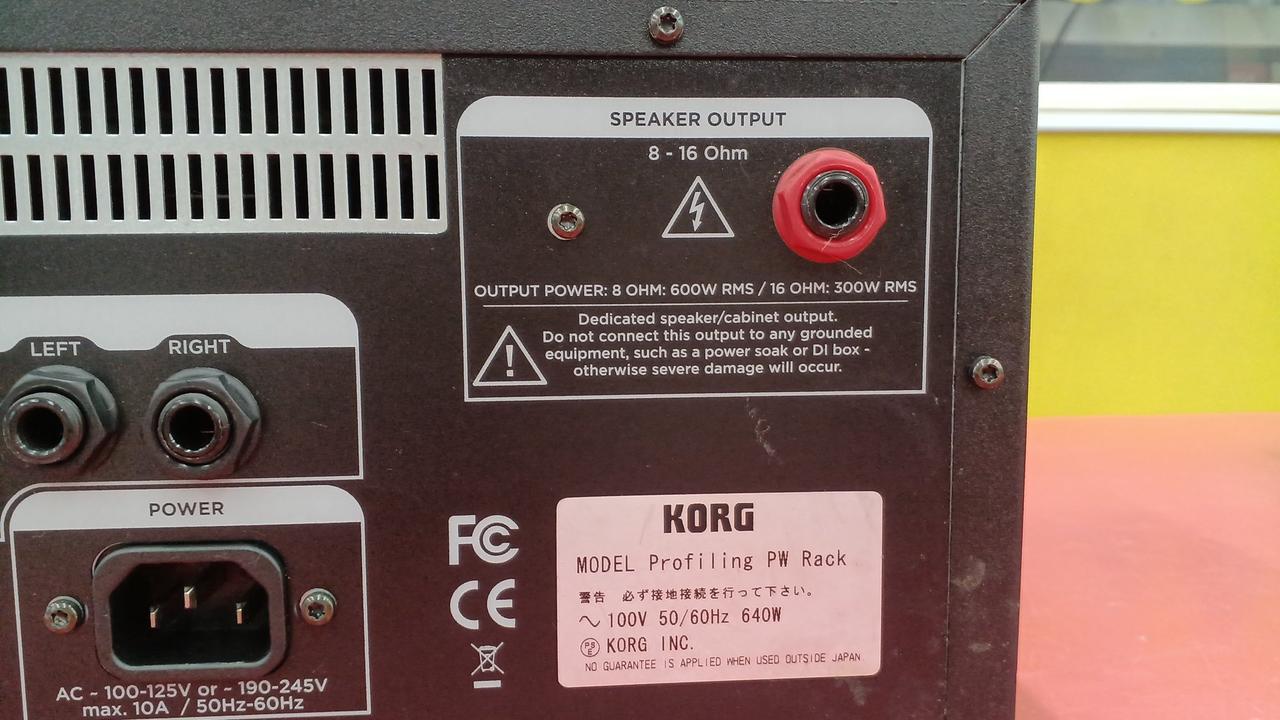 SPEAKER OUTPUT
8 - 16 Ohm
OUTPUT POWER: 8 OHM: 600W RMS / 16 OHM: 300W RMS
Dedicated speaker/cabinet output.
Do not connect this output to any grounded
equipment, such as a power soak or DI box -
otherwise severe damage will occur.
LEFT
RIGHT
POWER
AC ~ 100-125V or ~ 190-245V
max. 10A / 50Hz-60Hz
FC
CE
KORG
MODEL Profiling PW Rack
警告 必ず接地接続を行って下さい。
～ 100V 50/60Hz 640W
PSE KORG INC.
NO GUARANTEE IS APPLIED WHEN USED OUTSIDE JAPAN